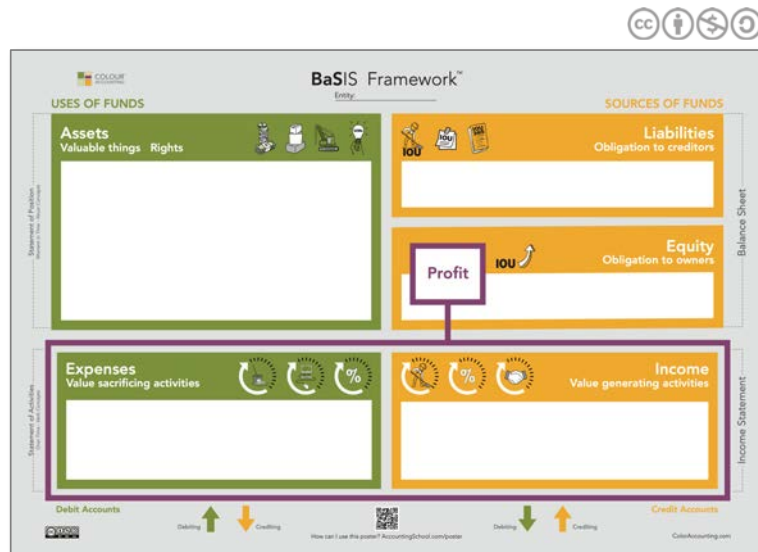 COLOUR
ACCOUNTING
BaSIS Framework™
Entity:
USES OF FUNDS
SOURCES OF FUNDS
Assets
Valuable things Rights
IOU
IOU
Liabilities
Obligation to creditors
Statement of Position
Balance Sheet
Profit
IOU
Equity
Obligation to owners
Expenses
Value sacrificing activities
%
%
Income
Value generating activities
Statement of Activities
Income Statement
Debit Accounts
Credit Accounts
Debiting
Crediting
Debiting
Crediting
How can I use this poster? AccountingSchool.com/poster
ColorAccounting.com